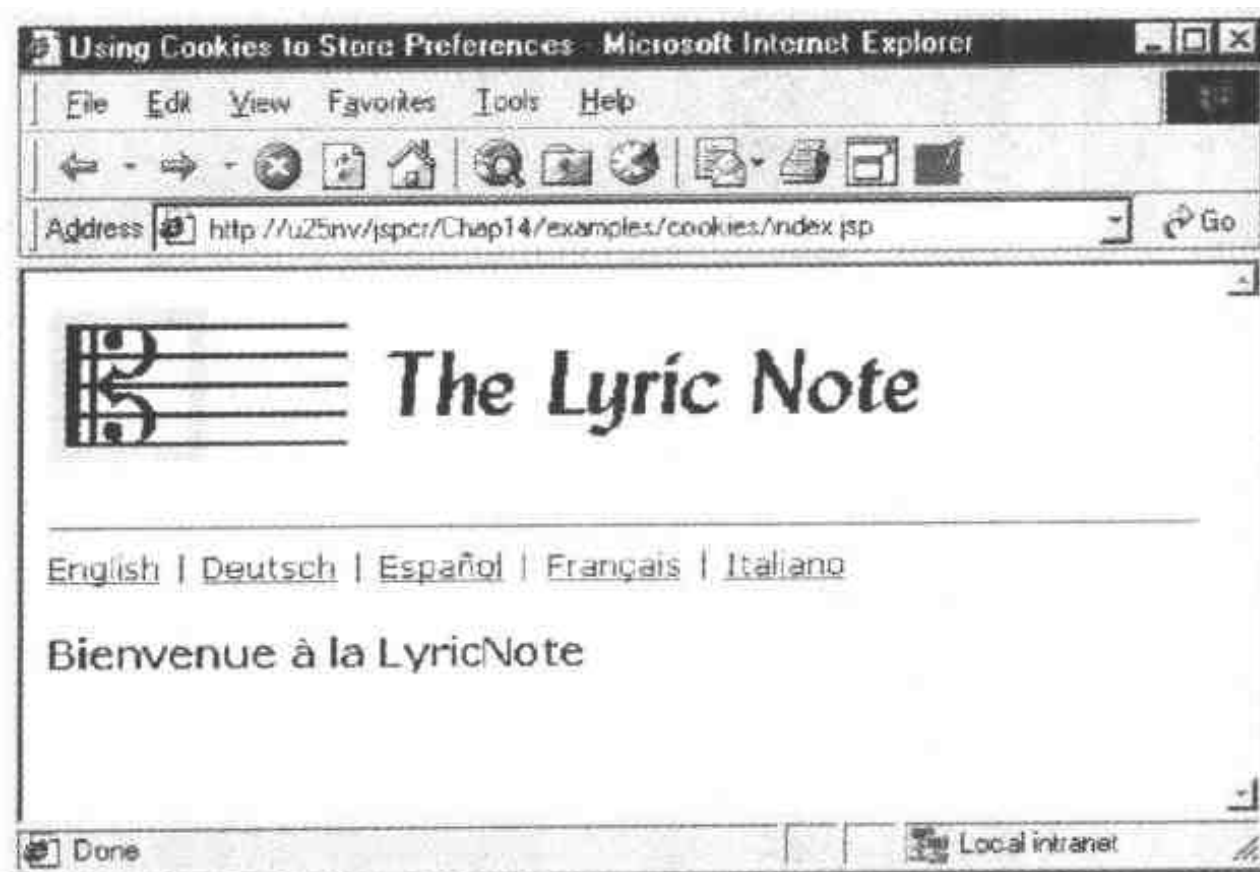 Using Cookies to Store Preferences - Microsoft Internet Explorer
File Edit View Favorites Tools Help
Address http://u25nv/jspcr/Chap14/examples/cookies/index.jsp Go
The Lyric Note
English | Deutsch | Español | Français | Italiano
Bienvenue à la LyricNote
Done Local intranet